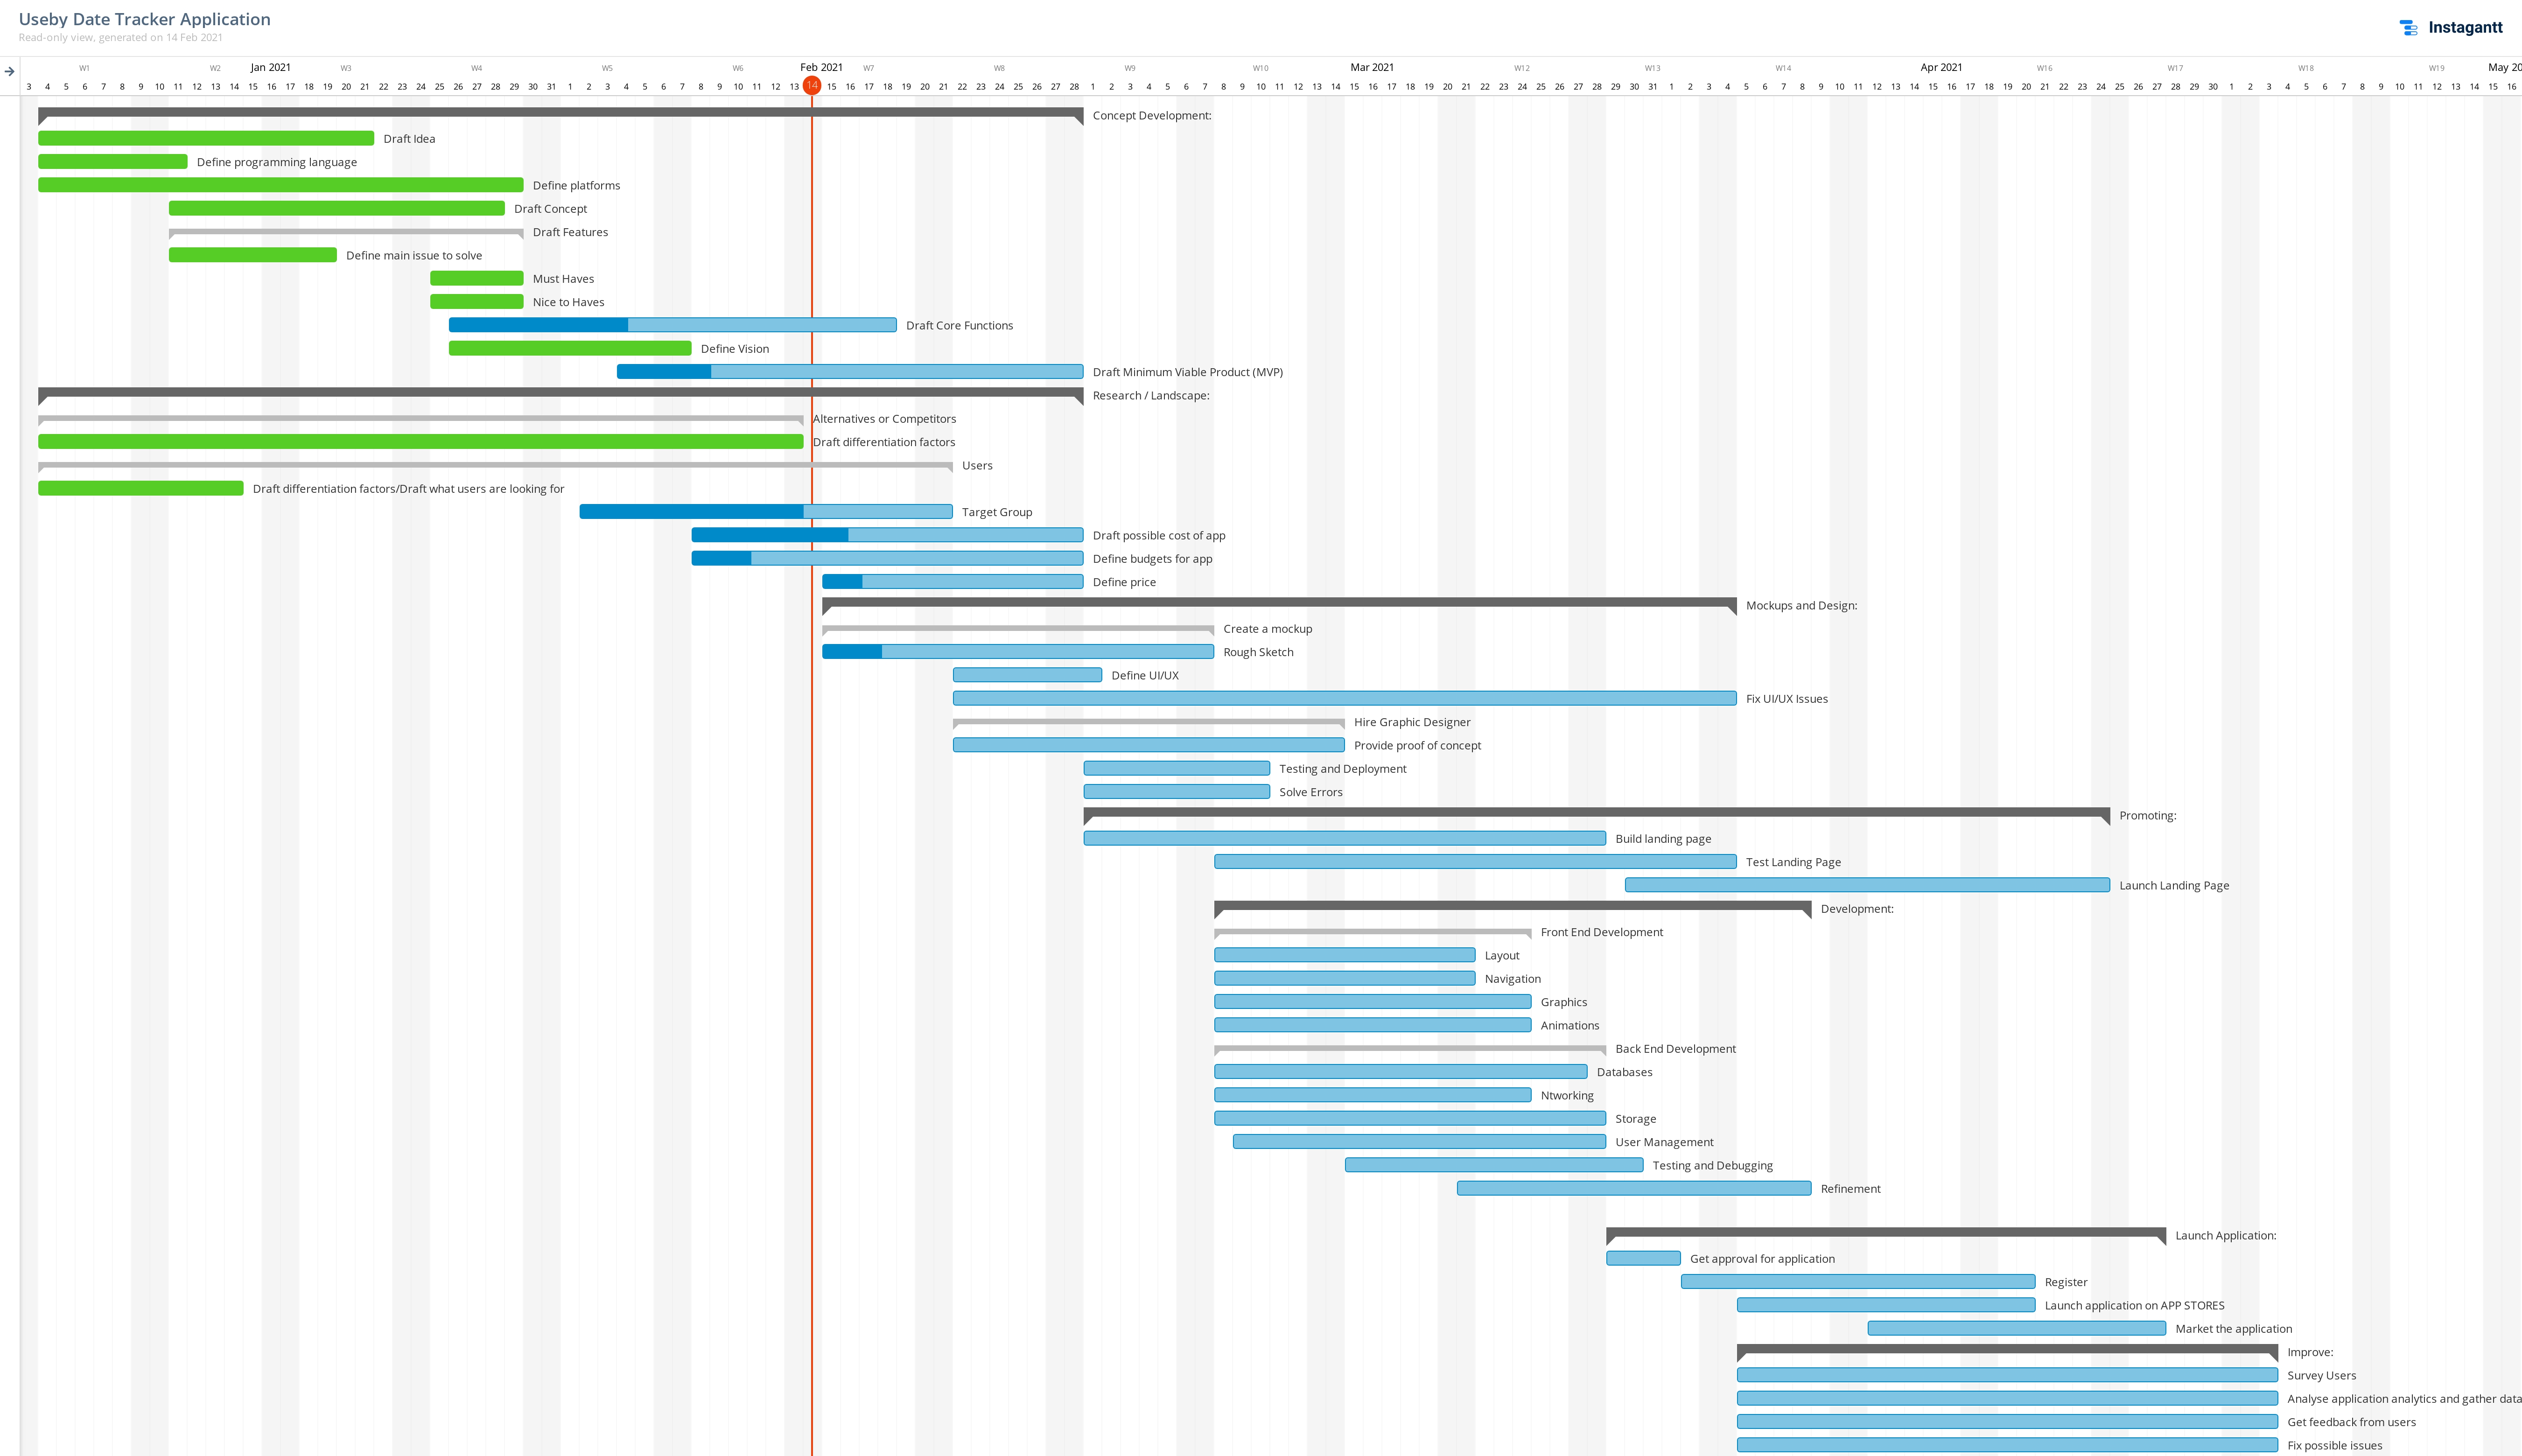 Useby Date Tracker Application
Read-only view, generated on 14 Feb 2021
Instagantt
W1 W2 Jan 2021 W3 W4 W5 W6 Feb 2021 W7 W8 W9 W10 Mar 2021 W12 W13 W14 Apr 2021 W16 W17 W18 W19 May 20
3 4 5 6 7 8 9 10 11 12 13 14 15 16 17 18 19 20 21 22 23 24 25 26 27 28 29 30 31 1 2 3 4 5 6 7 8 9 10 11 12 13 14 15 16 17 18 19 20 21 22 23 24 25 26 27 28 1 2 3 4 5 6 7 8 9 10 11 12 13 14 15 16 17 18 19 20 21 22 23 24 25 26 27 28 29 30 31 1 2 3 4 5 6 7 8 9 10 11 12 13 14 15 16 17 18 19 20 21 22 23 24 25 26 27 28 29 30 1 2 3 4 5 6 7 8 9 10 11 12 13 14 15 16
Concept Development:
Draft Idea
Define programming language
Define platforms
Draft Concept
Draft Features
Define main issue to solve
Must Haves
Nice to Haves
Draft Core Functions
Define Vision
Draft Minimum Viable Product (MVP)
Research / Landscape:
Alternatives or Competitors
Draft differentiation factors
Users
Draft differentiation factors/Draft what users are looking for
Target Group
Draft possible cost of app
Define budgets for app
Define price
Mockups and Design:
Create a mockup
Rough Sketch
Define UI/UX
Fix UI/UX Issues
Hire Graphic Designer
Provide proof of concept
Testing and Deployment
Solve Errors
Promoting:
Build landing page
Test Landing Page
Launch Landing Page
Development:
Front End Development
Layout
Navigation
Graphics
Animations
Back End Development
Databases
Ntworking
Storage
User Management
Testing and Debugging
Refinement
Launch Application:
Get approval for application
Register
Launch application on APP STORES
Market the application
Improve:
Survey Users
Analyse application analytics and gather data
Get feedback from users
Fix possible issues